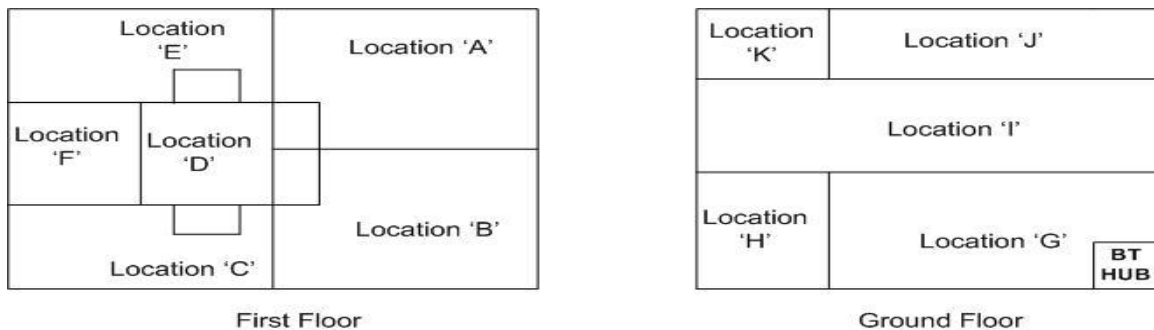 Location
‘E’
Location ‘A’
Location
‘F’
Location
‘D’
Location ‘B’
Location ‘C’
First Floor
Location
‘K’
Location ‘J’
Location ‘I’
Location
‘H’
Location ‘G’
BT
HUB
Ground Floor